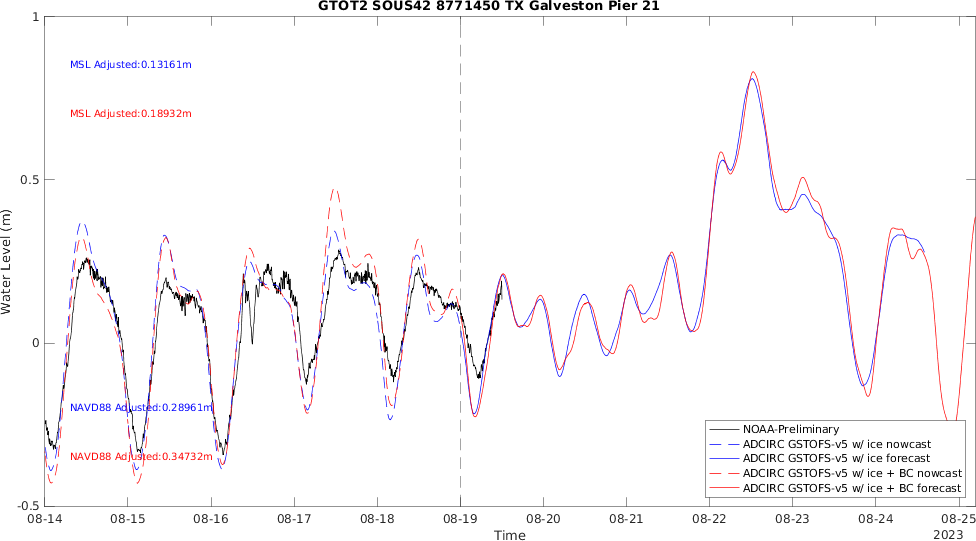 GTOT2 SOUS42 8771450 TX Galveston Pier 21
1
MSL Adjusted:0.13161m
MSL Adjusted:0.18932m
0.5
Water Level (m)
0
NAVD88 Adjusted:0.28961m
NAVD88 Adjusted:0.34732m
NOAA-Preliminary
ADCIRC GSTOFS-v5 w/ ice nowcast
ADCIRC GSTOFS-v5 w/ ice forecast
ADCIRC GSTOFS-v5 w/ ice + BC nowcast
ADCIRC GSTOFS-v5 w/ ice + BC forecast
-0.5
08-14 08-15 08-16 08-17 08-18 08-19 08-20 08-21 08-22 08-23 08-24 08-25
Time
2023